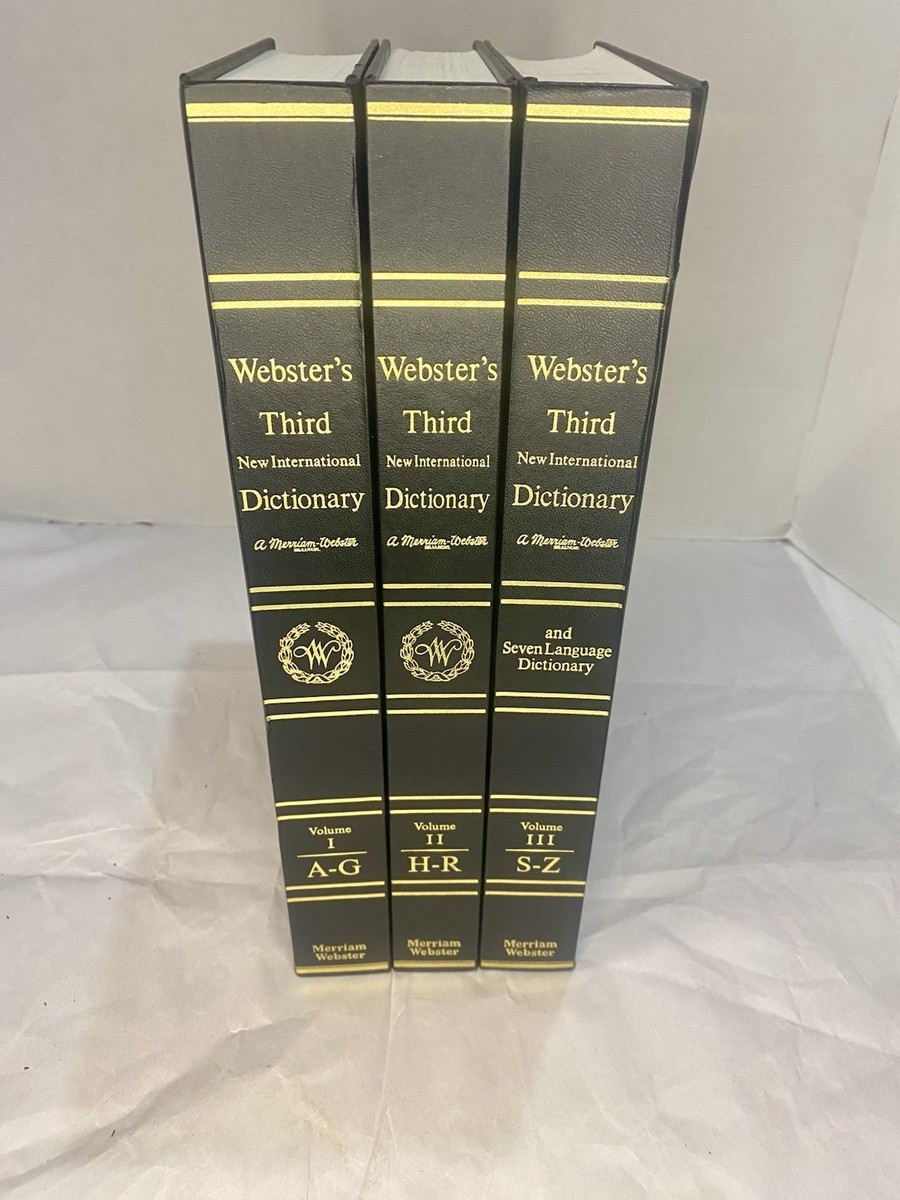 Webster's
Third
New International
Dictionary
a Merriam-Webster
W
Volume
I
A-G
Merriam
Webster
Webster's
Third
New International
Dictionary
a Merriam-Webster
W
Volume
II
H-R
Merriam
Webster
Webster's
Third
New International
Dictionary
a Merriam-Webster
and
Seven Language
Dictionary
Volume
III
S-Z
Merriam
Webster